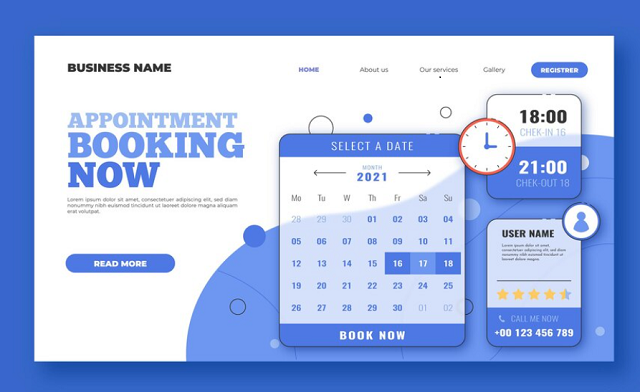 BUSINESS NAME
HOME
About us
Our services
Gallery
REGISTRER
APPOINTMENT
BOOKING
NOW
Lorem ipsum dolor sit amet, consectetuer adipiscing elit, sed diam
nonummy nibh euismod tincidunt ut laoreet dolore magna aliquam
erat volutpat.
READ MORE
SELECT A DATE
MONTH
2021
Mo Tu We Th Fr Sa Su
28 29 30 01 02 03 04
05 06 07 08 09 10 11
12 13 14 15 16 17 18
19 20 21 22 23 24 25
26 27 28 29 30 01 02
BOOK NOW
18:00
CHEK-IN 16
21:00
CHEK-OUT 18
USER NAME
Lorem ipsum dolor sit amet,
CALL ME NOW
+00 123 456 789